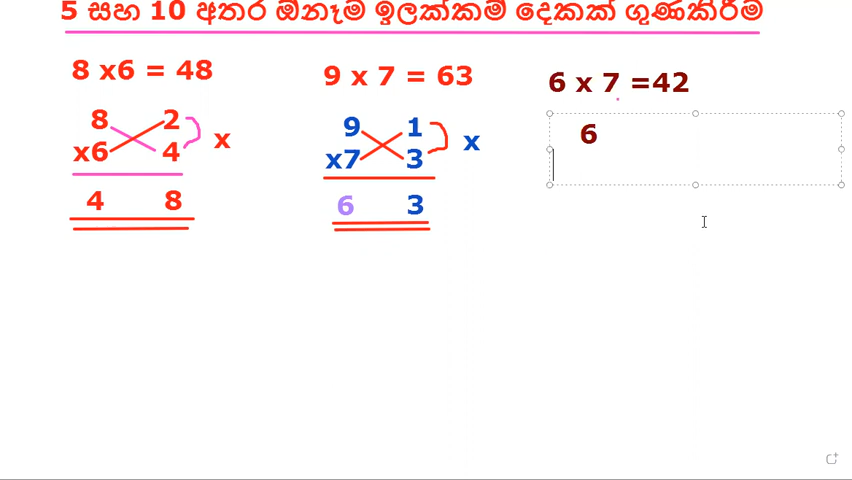 5 සහ 10 අතර ඕනෑම ඉලක්කම් දෙකක් ගුණකිරීම
8 x6 = 48
8 2
x6 4 x
4 8
9 x 7 = 63
9 1
x7 3 x
6 3
6 x 7 =42
6